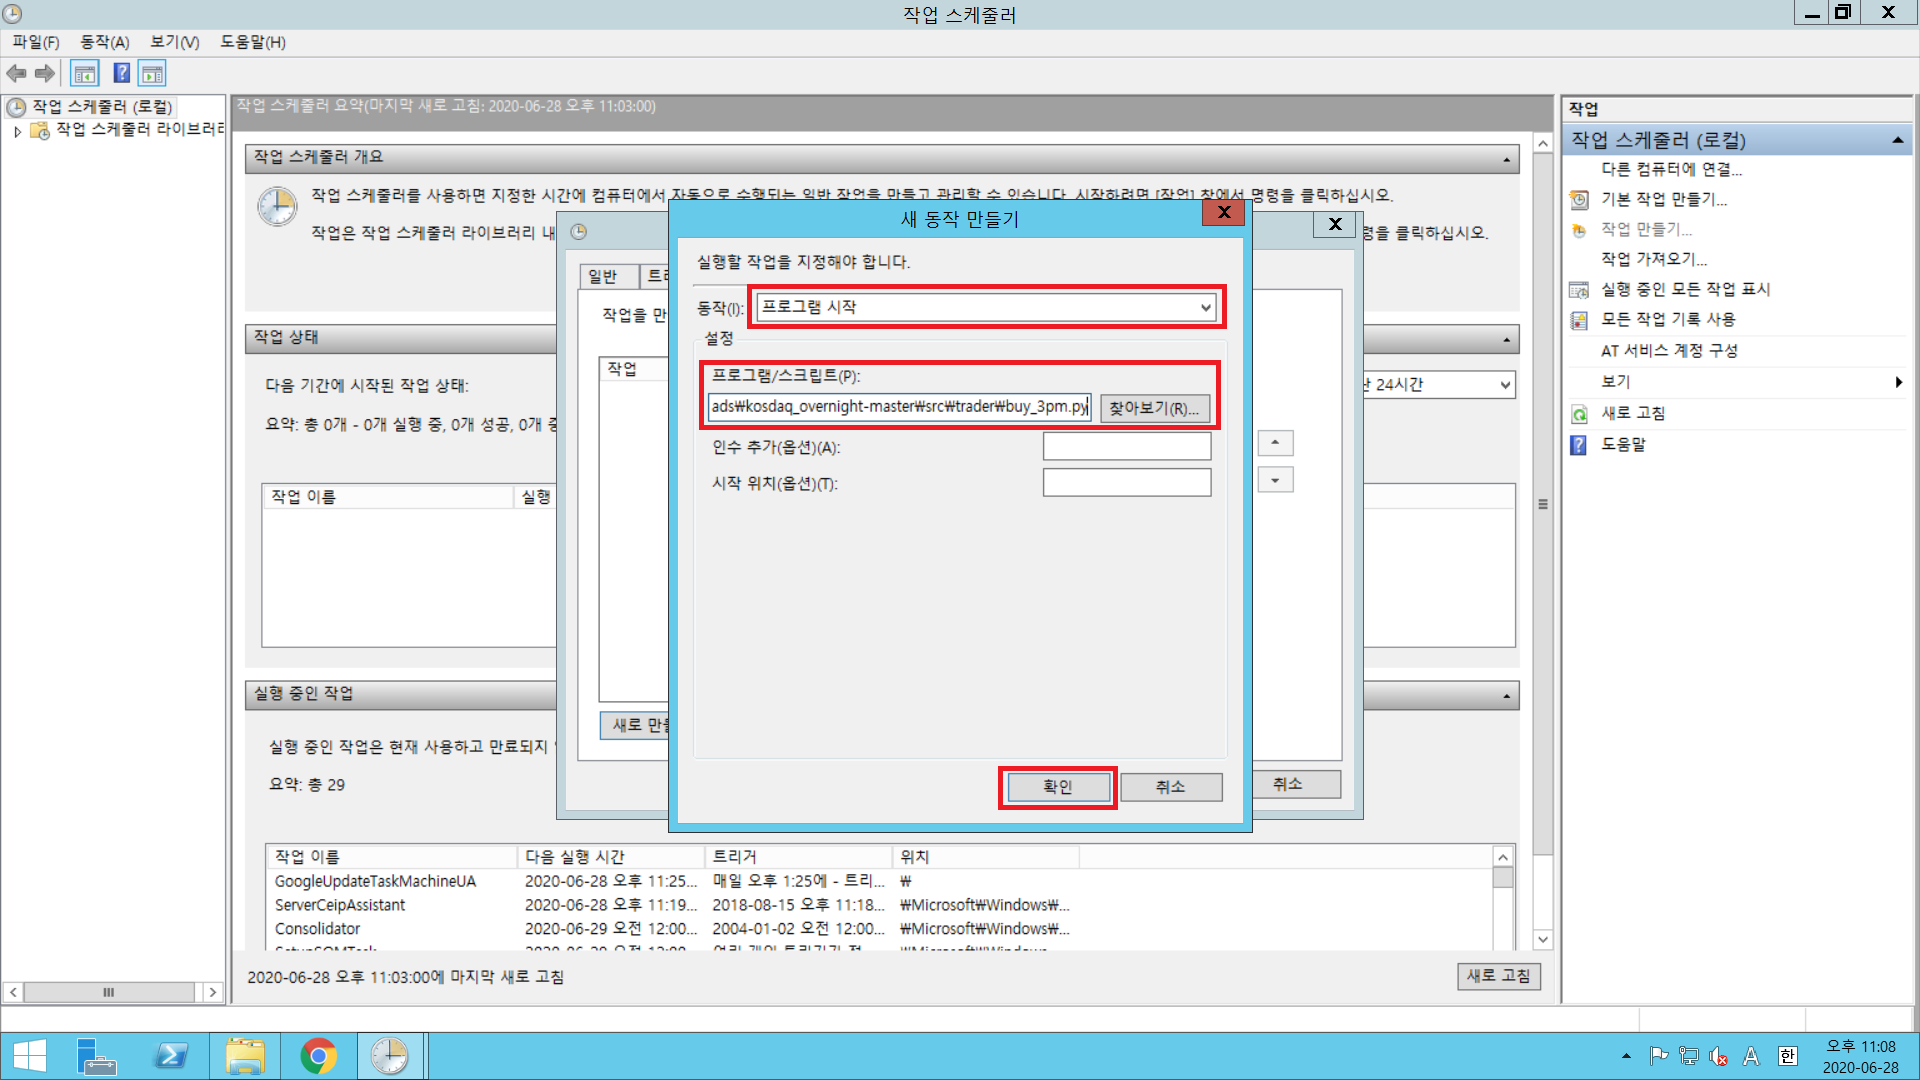 작업 스케줄러
파일(F) 동작(A) 보기(V) 도움말(H)
작업 스케줄러 (로컬)
작업 스케줄러 라이브러리
작업 스케줄러 요약(마지막 새로 고침: 2020-06-28 오후 11:03:00)
작업 스케줄러 개요
작업 스케줄러를 사용하면 지정한 시간에 컴퓨터에서 자동으로 수행되는 일반 작업을 만들고 관리할 수 있습니다. 시작하려면 [작업] 창에서 명령을 클릭하십시오.
작업은 작업 스케줄러 라이브러리 내
령을 클릭하십시오.
작업 상태
다음 기간에 시작된 작업 상태:
24시간
요약: 총 0개 - 0개 실행 중, 0개 성공, 0개 중
작업 이름 실행
실행 중인 작업
실행 중인 작업은 현재 사용하고 만료되지
요약: 총 29
작업 이름 다음 실행 시간 트리거 위치
GoogleUpdateTaskMachineUA 2020-06-28 오후 11:25... 매일 오후 1:25에 - 트리... ₩
ServerCeipAssistant 2020-06-28 오후 11:19... 2018-08-15 오후 11:18... ₩Microsoft₩Windows₩...
Consolidator 2020-06-29 오전 12:00... 2004-01-02 오전 12:00... ₩Microsoft₩Windows₩...
2020-06-28 오후 11:03:00에 마지막 새로 고침
새로 고침
일반 트리
작업을 만
작업
새로 만들
취소
새 동작 만들기
실행할 작업을 지정해야 합니다.
동작(I): 프로그램 시작
설정
프로그램/스크립트(P):
ads₩kosdaq_overnight-master₩src₩trader₩buy_3pm.py 찾아보기(R)...
인수 추가(옵션)(A):
시작 위치(옵션)(T):
확인 취소
작업
작업 스케줄러 (로컬)
다른 컴퓨터에 연결...
기본 작업 만들기...
작업 만들기...
작업 가져오기...
실행 중인 모든 작업 표시
모든 작업 기록 사용
AT 서비스 계정 구성
보기
새로 고침
도움말
A 한
오후 11:08
2020-06-28